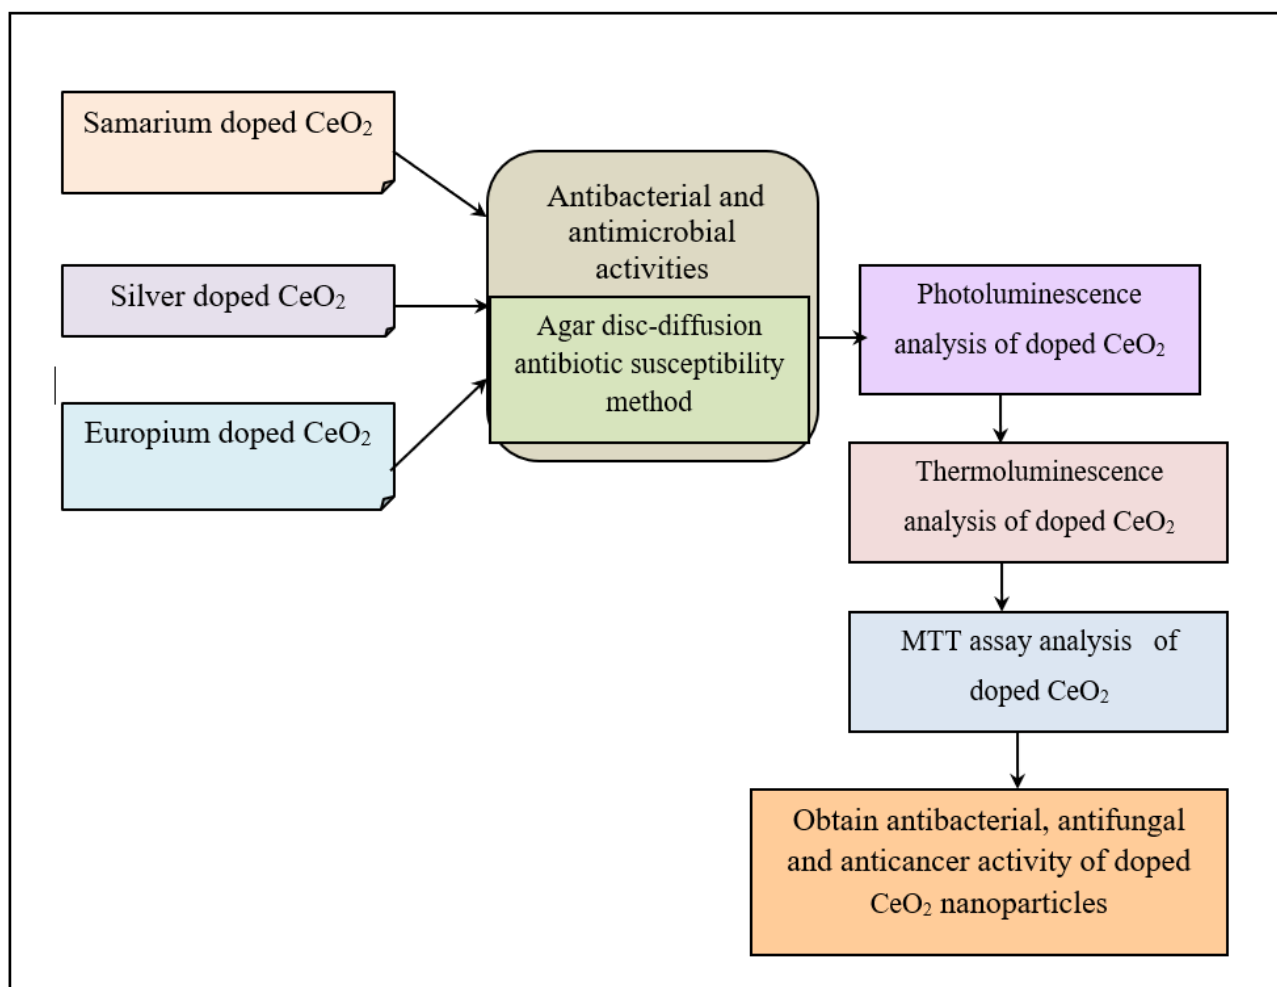 Samarium doped CeO₂
Silver doped CeO₂
Europium doped CeO₂
Antibacterial and
antimicrobial
activities
Agar disc-diffusion
antibiotic susceptibility
method
Photoluminescence
analysis of doped CeO₂
Thermoluminescence
analysis of doped CeO₂
MTT assay analysis of
doped CeO₂
Obtain antibacterial, antifungal
and anticancer activity of doped
CeO₂ nanoparticles